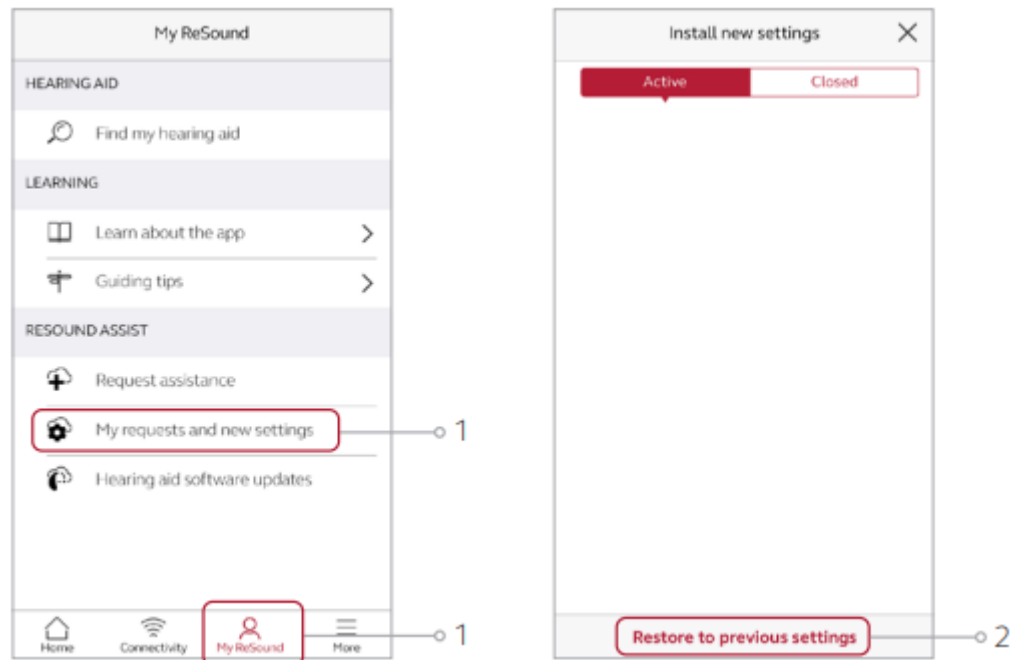 My ReSound
HEARING AID
Find my hearing aid
LEARNING
Learn about the app
Guiding tips
RESOUND ASSIST
Request assistance
My requests and new settings
1
Hearing aid software updates
Home
Connectivity
My ReSound
More
1
Install new settings
Active
Closed
Restore to previous settings
2